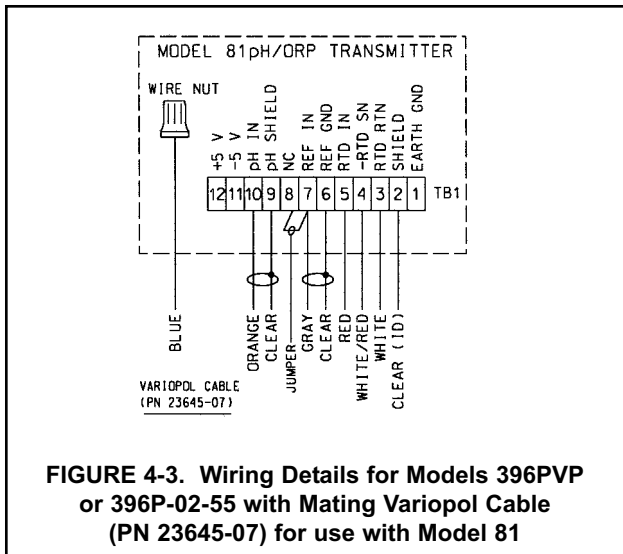 MODEL 81pH/ORP TRANSMITTER
WIRE NUT
+5 V
-5 V
pH IN
pH SHIELD
NC
REF IN
REF GND
RTD IN
-RTD SN
RTD RTN
SHIELD
EARTH GND
12 11 10 9 8 7 6 5 4 3 2 1 TB1
BLUE
ORANGE
CLEAR
JUMPER
GRAY
CLEAR
RED
WHITE/RED
WHITE
CLEAR (ID)
VARIOPOL CABLE
(PN 23645-07)
FIGURE 4-3. Wiring Details for Models 396PVP
or 396P-02-55 with Mating Variopol Cable
(PN 23645-07) for use with Model 81